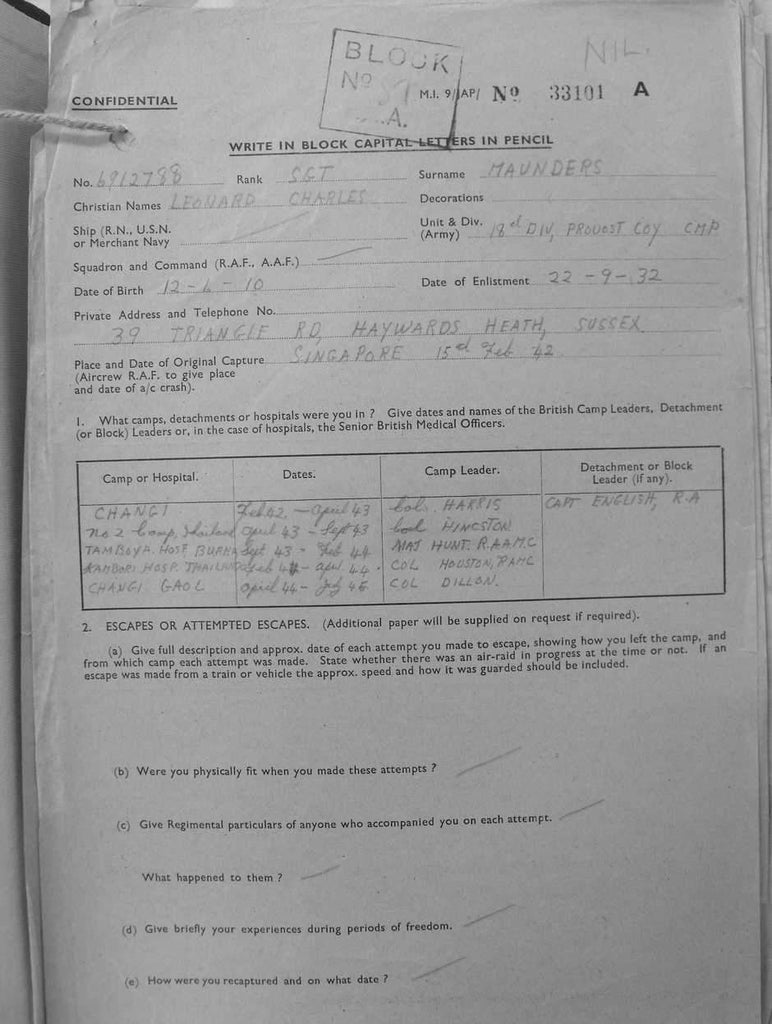 BLOCK
NIL.
No
A.
CONFIDENTIAL
M.I. 9/JAP/ No 33101 A
WRITE IN BLOCK CAPITAL LETTERS IN PENCIL
No. 6912788 Rank SGT Surname MAUNDERS
Christian Names LEONARD CHARLES Decorations
Ship (R.N., U.S.N. or Merchant Navy
Unit & Div. (Army) 18d DIV, PROVOST COY CMP
Squadron and Command (R.A.F., A.A.F.)
Date of Birth 12-4-10 Date of Enlistment 22-9-32
Private Address and Telephone No.
39 TRIANGLE RD, HAYWARDS HEATH, SUSSEX.
Place and Date of Original Capture SINGAPORE 15d Feb 42
(Aircrew R.A.F. to give place
and date of a/c crash).
1. What camps, detachments or hospitals were you in ? Give dates and names of the British Camp Leaders, Detachment
(or Block) Leaders or, in the case of hospitals, the Senior British Medical Officers.
Camp or Hospital. Dates. Camp Leader. Detachment or Block Leader (If any).
CHANGI Feb 42. - April 43 Col. HARRIS CAPT ENGLISH, R.A
No 2 Camp, Thailand April 43 - Sept 43 Col HINGSTON
TAMBOYA. HOSP, BURMA Sept 43 - Feb 44 MAJ HUNT. R.A.A.M.C
KANBORI HOSP. THAILAND Feb 44 - Apr. 44. COL HOUSTON, RAMC
CHANGI GAOL April 44 - July 45 COL DILLON.
2. ESCAPES OR ATTEMPTED ESCAPES. (Additional paper will be supplied on request if required).
(a) Give full description and approx. date of each attempt you made to escape, showing how you left the camp, and
from which camp each attempt was made. State whether there was an air-raid in progress at the time or not. If an
escape was made from a train or vehicle the approx. speed and how it was guarded should be included.
(b) Were you physically fit when you made these attempts ?
(c) Give Regimental particulars of anyone who accompanied you on each attempt.
What happened to them ?
(d) Give briefly your experiences during periods of freedom.
(e) How were you recaptured and on what date ?